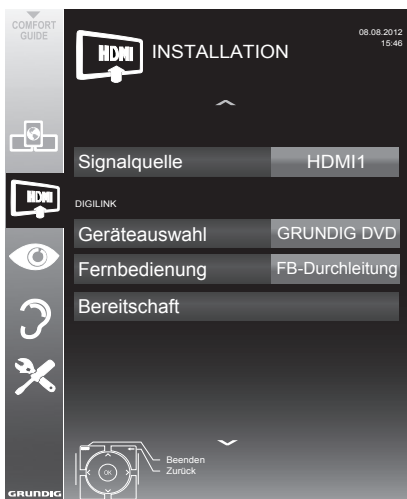 COMFORT
GUIDE
08.08.2012
15:46
HDMI
INSTALLATION
Signalquelle HDMI1
HDMI
DIGILINK
Geräteauswahl GRUNDIG DVD
Fernbedienung FB-Durchleitung
Bereitschaft
OK
Beenden
Zurück
GRUNDIG